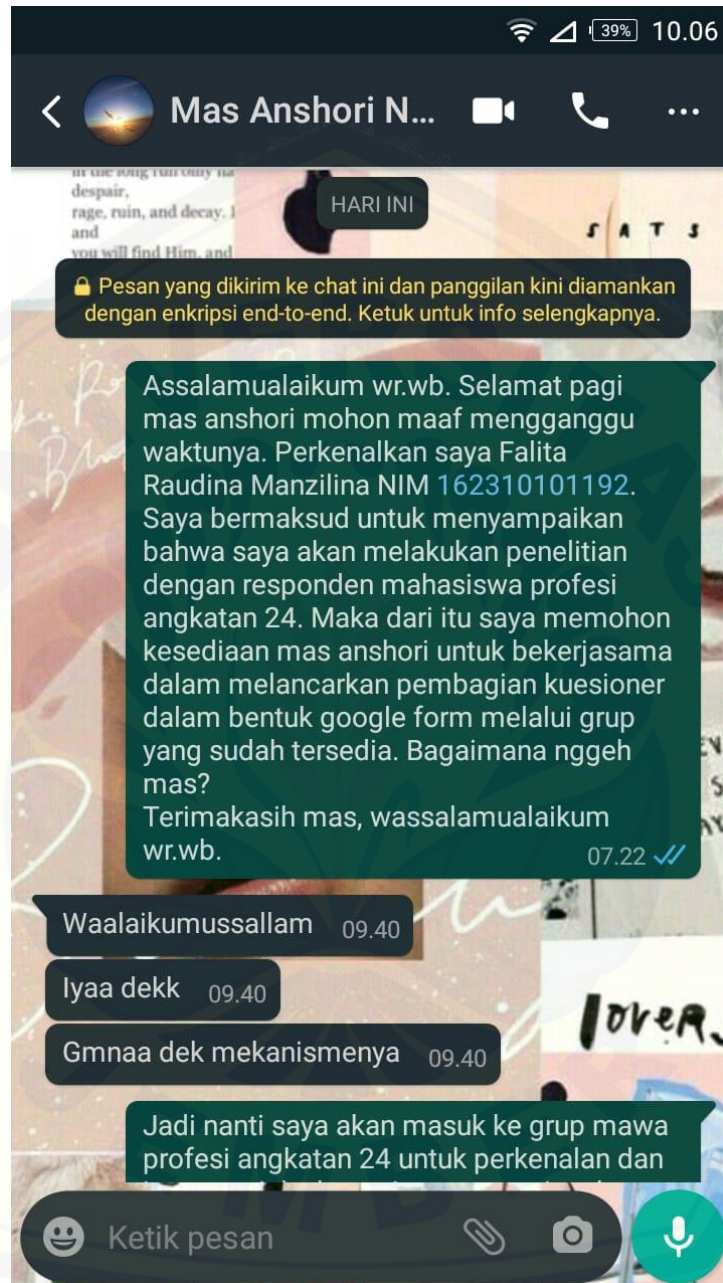 39% 10.06
Mas Anshori N...
despair,
rage, ruin, and decay.
and
you will find Him, and
HARI INI
S A T S
Pesan yang dikirim ke chat ini dan panggilan kini diamankan
dengan enkripsi end-to-end. Ketuk untuk info selengkapnya.
Assalamualaikum wr.wb. Selamat pagi
mas anshori mohon maaf mengganggu
waktunya. Perkenalkan saya Falita
Raudina Manzilina NIM 162310101192.
Saya bermaksud untuk menyampaikan
bahwa saya akan melakukan penelitian
dengan responden mahasiswa profesi
angkatan 24. Maka dari itu saya memohon
kesediaan mas anshori untuk bekerjasama
dalam melancarkan pembagian kuesioner
dalam bentuk google form melalui grup
yang sudah tersedia. Bagaimana nggeh
mas?
Terimakasih mas, wassalamualaikum
wr.wb.
07.22
Waalaikumussallam 09.40
Iyaa dekk 09.40
Gmnaa dek mekanismenya 09.40
lover
Jadi nanti saya akan masuk ke grup mawa
profesi angkatan 24 untuk perkenalan dan
Ketik pesan